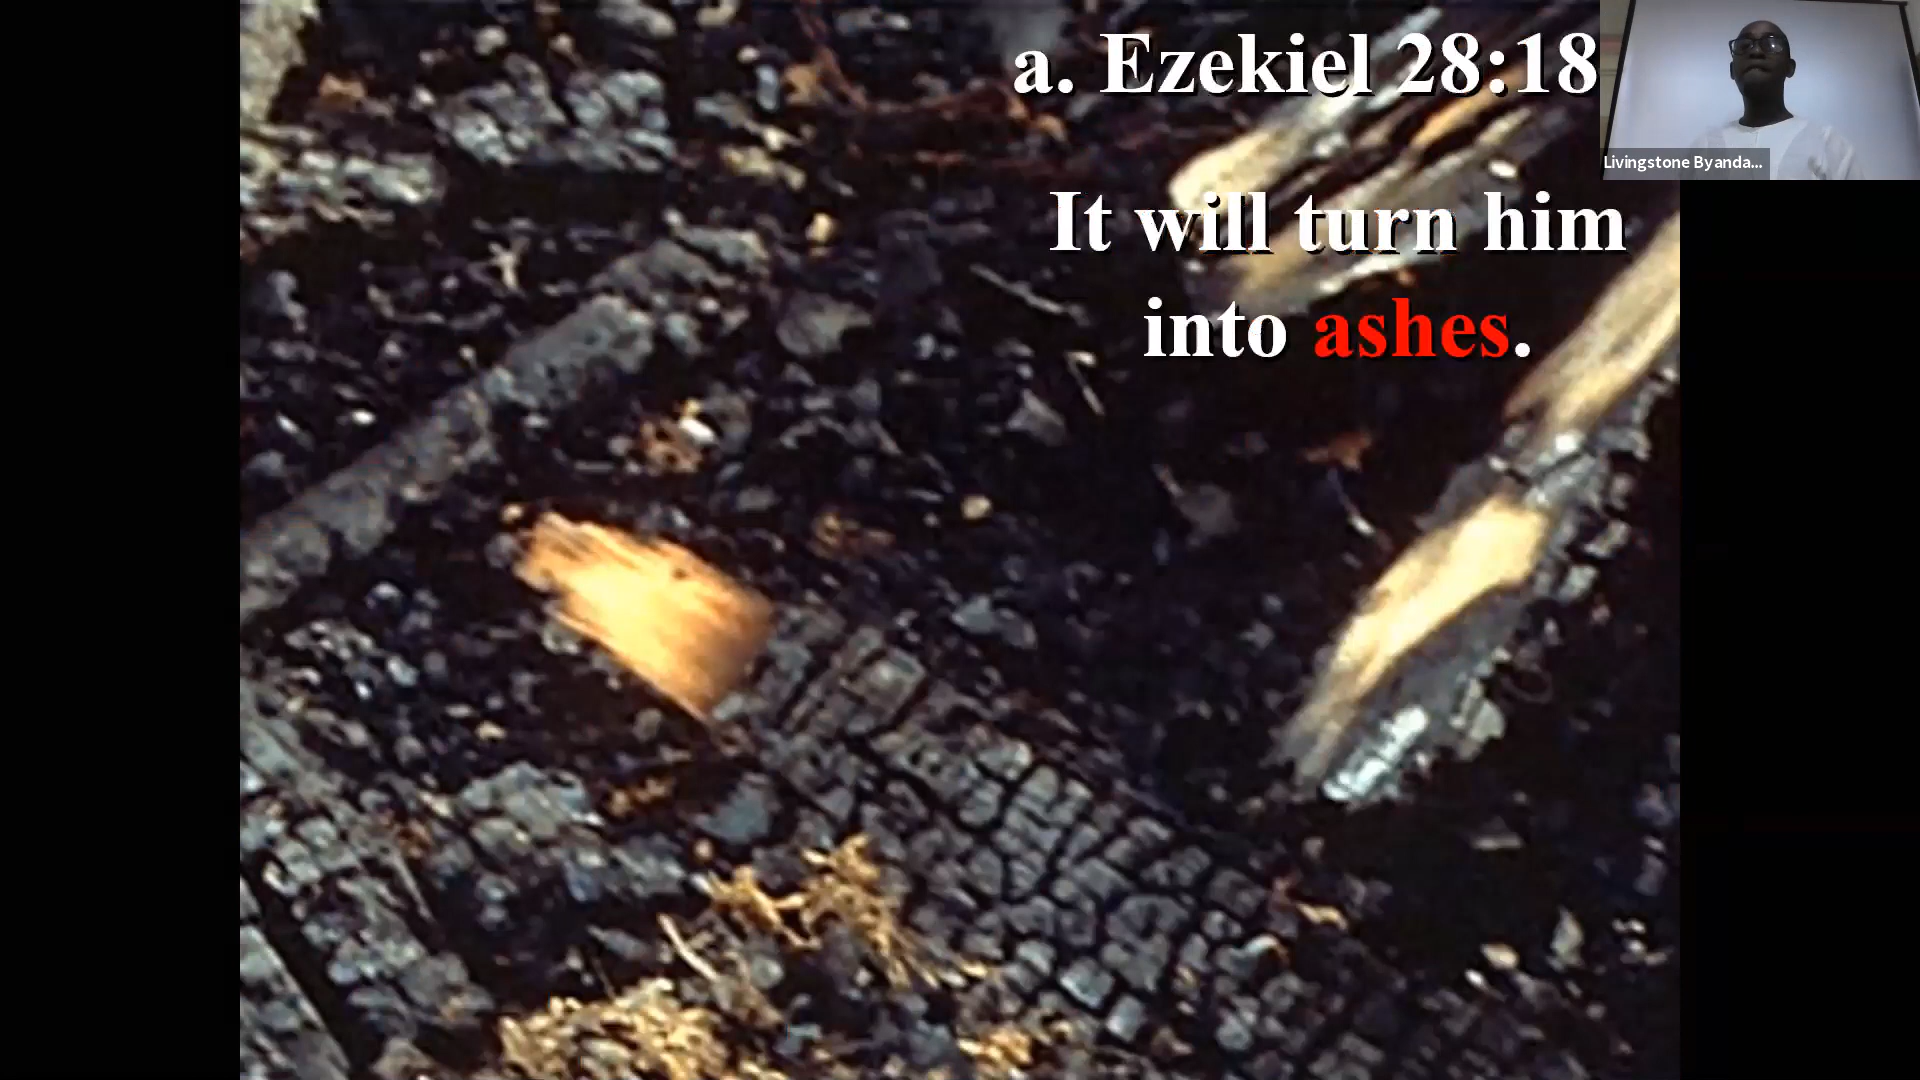 a. Ezekiel 28:18
Livingstone Byanda...
It will turn him
into ashes.